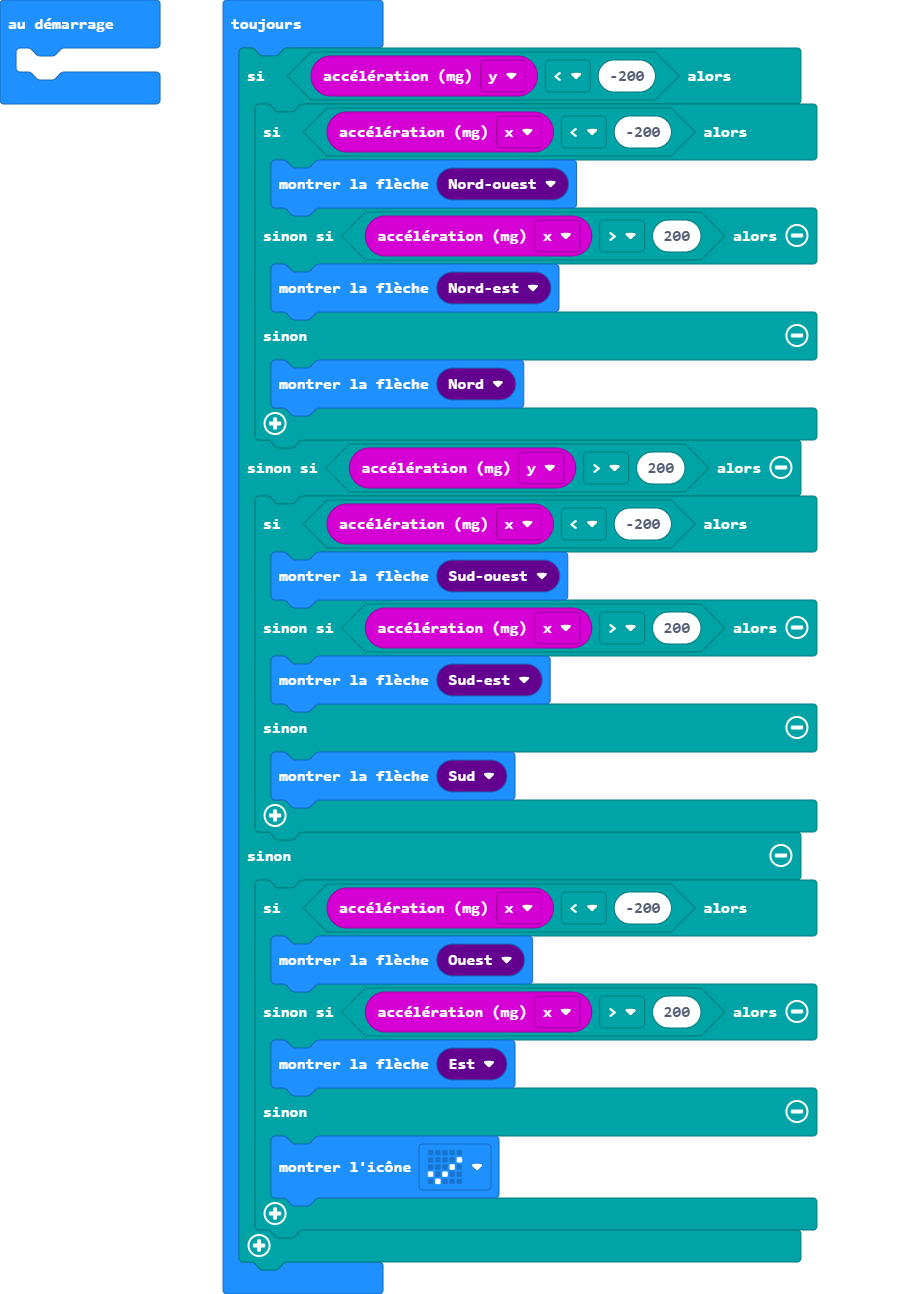 au démarrage
toujours
si accélération (mg) y < -200 alors
si accélération (mg) x < -200 alors
montrer la flèche Nord-ouest
sinon si accélération (mg) x > 200 alors
montrer la flèche Nord-est
sinon
montrer la flèche Nord
sinon si accélération (mg) y > 200 alors
si accélération (mg) x < -200 alors
montrer la flèche Sud-ouest
sinon si accélération (mg) x > 200 alors
montrer la flèche Sud-est
sinon
montrer la flèche Sud
sinon
si accélération (mg) x < -200 alors
montrer la flèche Ouest
sinon si accélération (mg) x > 200 alors
montrer la flèche Est
sinon
montrer l'icône